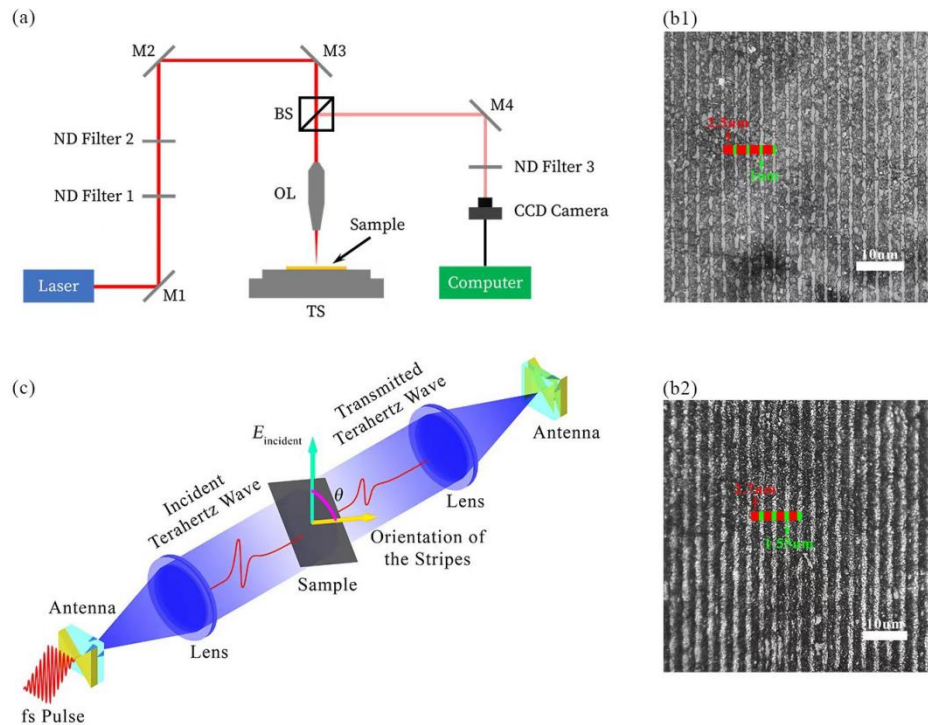 (a)
M2
M3
BS
M4
ND Filter 2
ND Filter 1
ND Filter 3
OL
CCD Camera
Sample
Laser
M1
TS
Computer
(b1)
10um
(c)
Transmitted
Terahertz Wave
Antenna
E incident
θ
Incident
Terahertz Wave
Lens
Orientation of
the Stripes
Sample
Antenna
Lens
fs Pulse
(b2)
10um